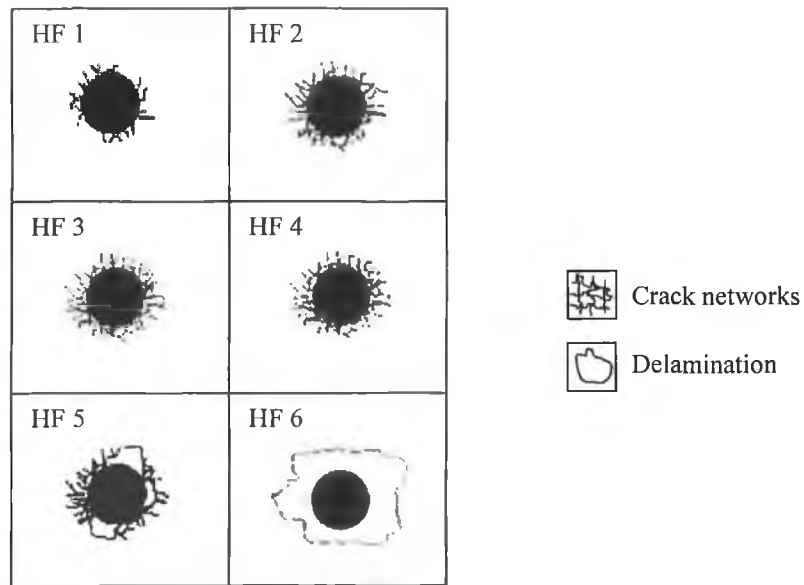 HF 1
HF 2
HF 3
HF 4
HF 5
HF 6
Crack networks
Delamination